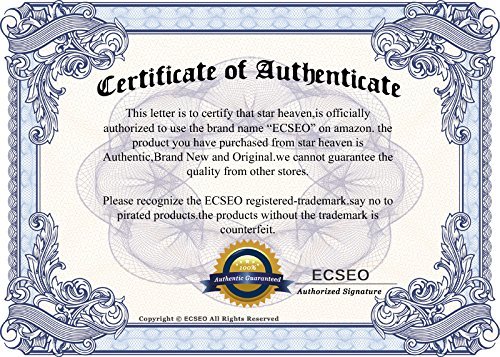 Certificate of Authenticate
This letter is to certify that star heaven,is officially
authorized to use the brand name “ECSEO” on amazon. the
product you have purchased from star heaven is
Authentic,Brand New and Original.we cannot guarantee the
quality from other stores.
Please recognize the ECSEO registered-trademark.say no to
pirated products.the products without the trademark is
counterfeit.
100%
Authentic Guaranteed
ECSEO
Authorized Signature
Copyright © ECSEO All Rights Reserved